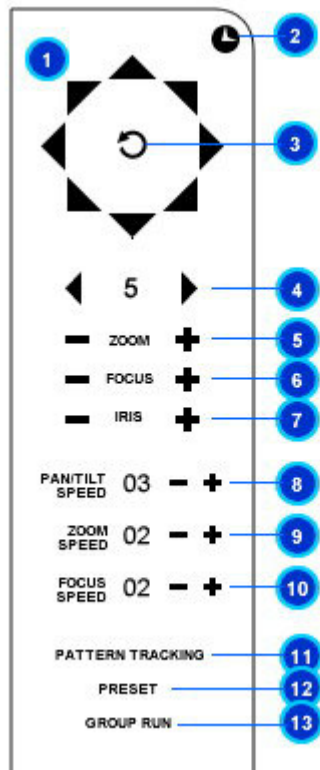 1
2
3
5 4
ZOOM 5
FOCUS 6
IRIS 7
PAN/TILT
SPEED 03 8
ZOOM
SPEED 02 9
FOCUS
SPEED 02 10
PATTERN TRACKING 11
PRESET 12
GROUP RUN 13